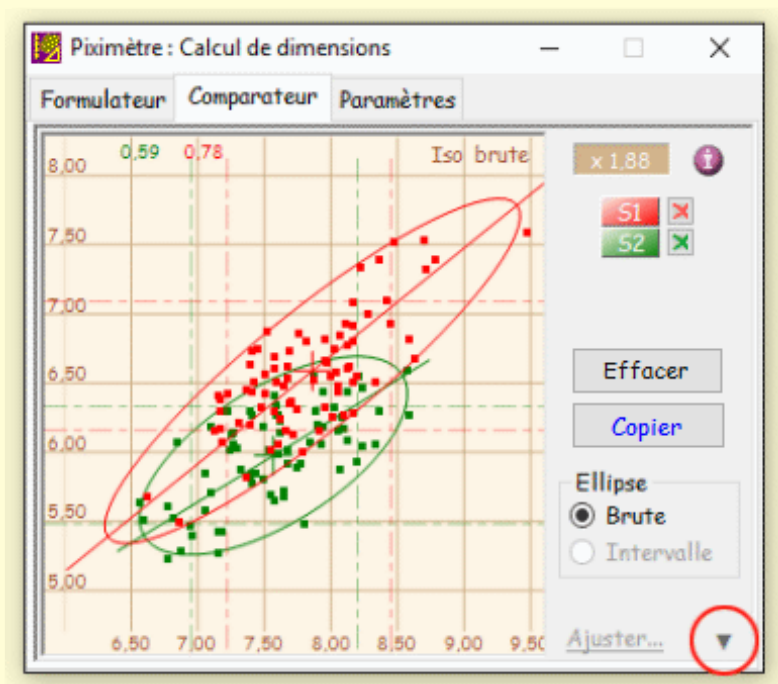 Piximètre : Calcul de dimensions
Formulateur Comparateur Paramètres
0,59 0,78 Iso brute
8,00
7,50
7,00
6,50
6,00
5,50
5,00
6,50 7,00 7,50 8,00 8,50 9,00 9,50
x 1,88
S1
S2
Effacer
Copier
Ellipse
Brute
Intervalle
Ajuster...